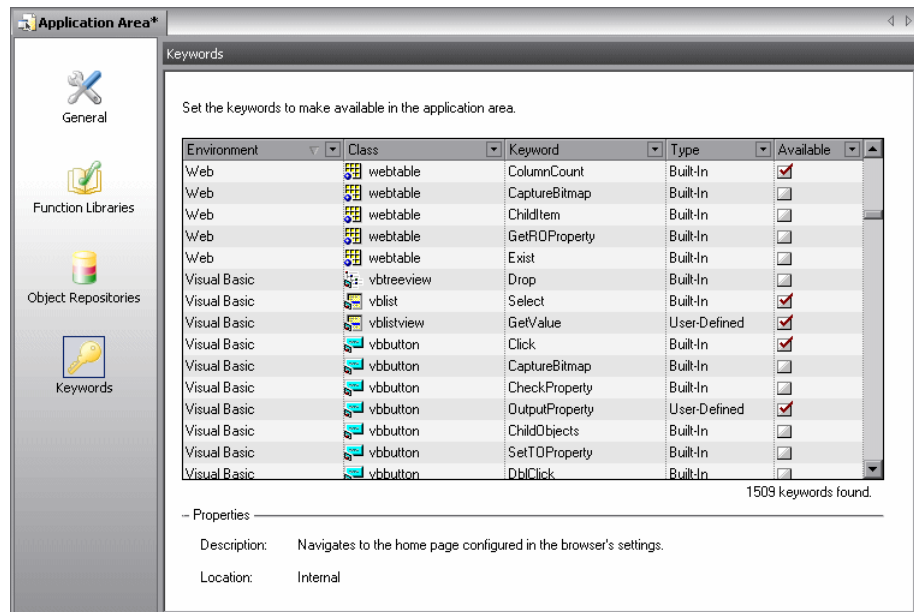 Application Area*
Keywords
General
Function Libraries
Object Repositories
Keywords
Set the keywords to make available in the application area.
Environment Class Keyword Type Available
Web webtable ColumnCount Built-In
Web webtable CaptureBitmap Built-In
Web webtable ChildItem Built-In
Web webtable GetROProperty Built-In
Web webtable Exist Built-In
Visual Basic vbtreeview Drop Built-In
Visual Basic vblist Select Built-In
Visual Basic vblistview GetValue User-Defined
Visual Basic vbbutton Click Built-In
Visual Basic vbbutton CaptureBitmap Built-In
Visual Basic vbbutton CheckProperty Built-In
Visual Basic vbbutton OutputProperty User-Defined
Visual Basic vbbutton ChildObjects Built-In
Visual Basic vbbutton SetTOProperty Built-In
Visual Basic vbbutton DblClick Built-In
1509 keywords found.
Properties
Description: Navigates to the home page configured in the browser's settings.
Location: Internal